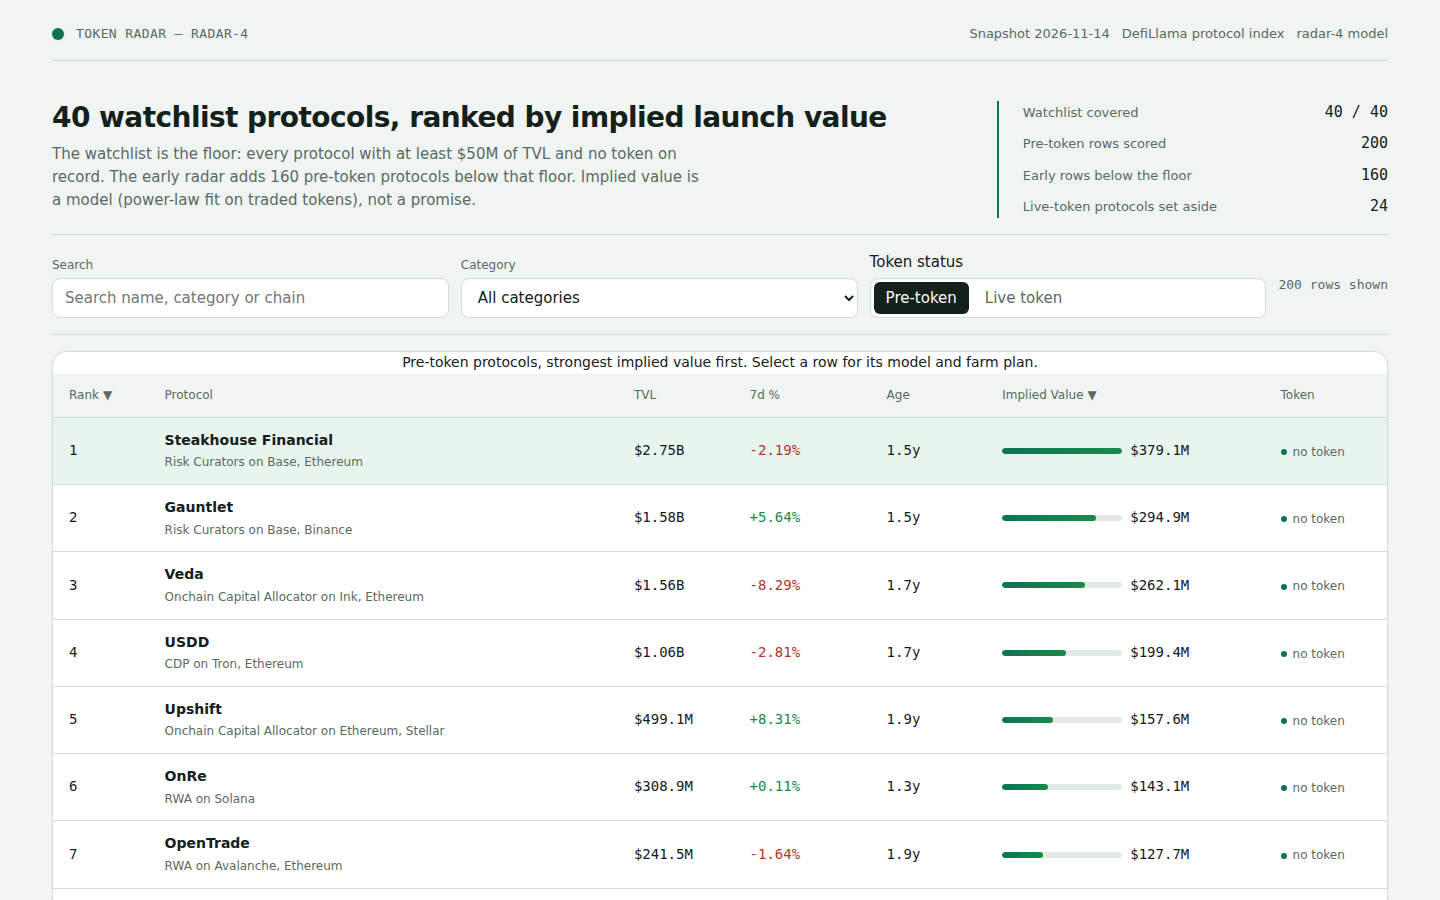 TOKEN RADAR — RADAR-4
Snapshot 2026-11-14 DefiLlama protocol index radar-4 model
40 watchlist protocols, ranked by implied launch value
The watchlist is the floor: every protocol with at least $50M of TVL and no token on
record. The early radar adds 160 pre-token protocols below that floor. Implied value is
a model (power-law fit on traded tokens), not a promise.
Watchlist covered 40 / 40
Pre-token rows scored 200
Early rows below the floor 160
Live-token protocols set aside 24
Search
Search name, category or chain
Category
All categories
Token status
Pre-token Live token
200 rows shown
Pre-token protocols, strongest implied value first. Select a row for its model and farm plan.
Rank ▼ Protocol TVL 7d % Age Implied Value ▼ Token
1 Steakhouse Financial $2.75B -2.19% 1.5y $379.1M no token
Risk Curators on Base, Ethereum
2 Gauntlet $1.58B +5.64% 1.5y $294.9M no token
Risk Curators on Base, Binance
3 Veda $1.56B -8.29% 1.7y $262.1M no token
Onchain Capital Allocator on Ink, Ethereum
4 USDD $1.06B -2.81% 1.7y $199.4M no token
CDP on Tron, Ethereum
5 Upshift $499.1M +8.31% 1.9y $157.6M no token
Onchain Capital Allocator on Ethereum, Stellar
6 OnRe $308.9M +0.11% 1.3y $143.1M no token
RWA on Solana
7 OpenTrade $241.5M -1.64% 1.9y $127.7M no token
RWA on Avalanche, Ethereum